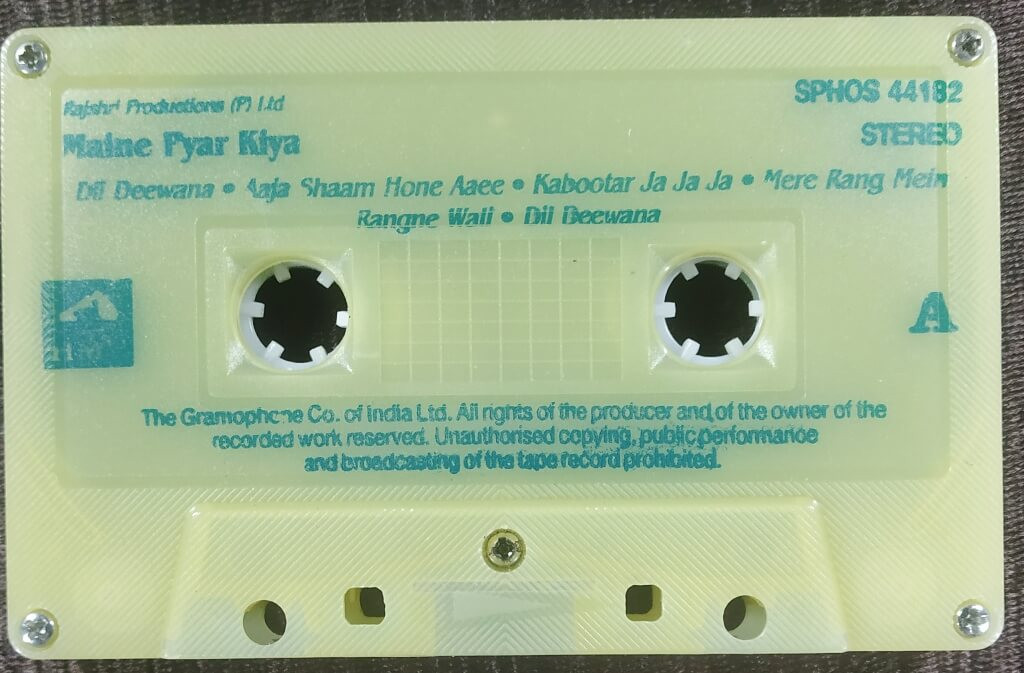 Rajshri Productions (P) Ltd
SPHOS 44182
Maine Pyar Kiya
STEREO
Dil Deewana • Aaja Shaam Hone Aaee • Kabootar Ja Ja Ja • Mere Rang Mein
Rangne Wali • Dil Deewana
A
The Gramophone Co. of India Ltd. All rights of the producer and of the owner of the
recorded work reserved. Unauthorised copying, public performance
and broadcasting of the tape record prohibited.